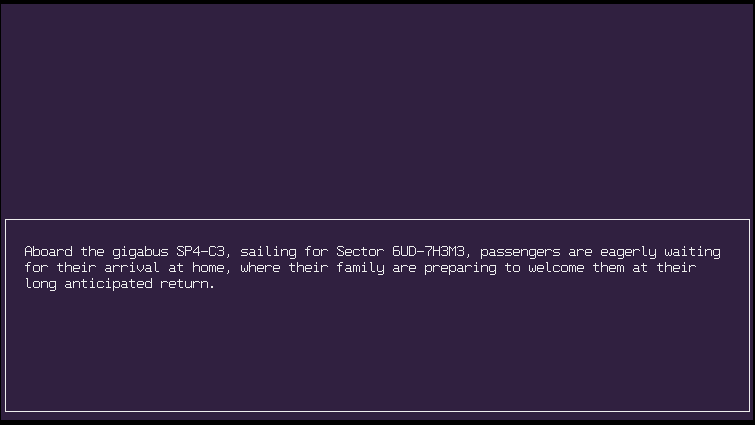 Aboard the gigabus SP4-C3, sailing for Sector 6UD-7H3M3, passengers are eagerly waiting
for their arrival at home, where their family are preparing to welcome them at their
long anticipated return.